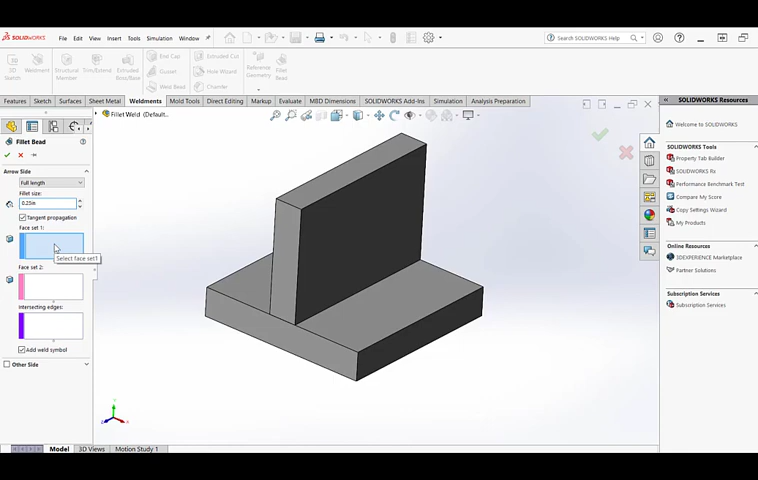 SOLIDWORKS File Edit View Insert Tools Simulation Window Search SOLIDWORKS Help
3D Sketch Weldment Structural Member Trim/Extend Extruded Boss/Base End Cap Gusset Weld Bead Extruded Cut Hole Wizard Chamfer Reference Geometry Fillet Bead
Features Sketch Surfaces Sheet Metal Weldments Mold Tools Direct Editing Markup Evaluate MBD Dimensions SOLIDWORKS Add-Ins Simulation Analysis Preparation
SOLIDWORKS Resources
Fillet Weld (Default...
Fillet Bead
Arrow Side
Full length
Fillet size:
0.25in
Tangent propagation
Face set 1:
Select face set1
Face set 2:
Intersecting edges:
Add weld symbol
Other Side
Welcome to SOLIDWORKS
SOLIDWORKS Tools
Property Tab Builder
SOLIDWORKS Rx
Performance Benchmark Test
Compare My Score
Copy Settings Wizard
My Products
Online Resources
3DEXPERIENCE Marketplace
Partner Solutions
Subscription Services
Subscription Services
Y
X
Model 3D Views Motion Study 1